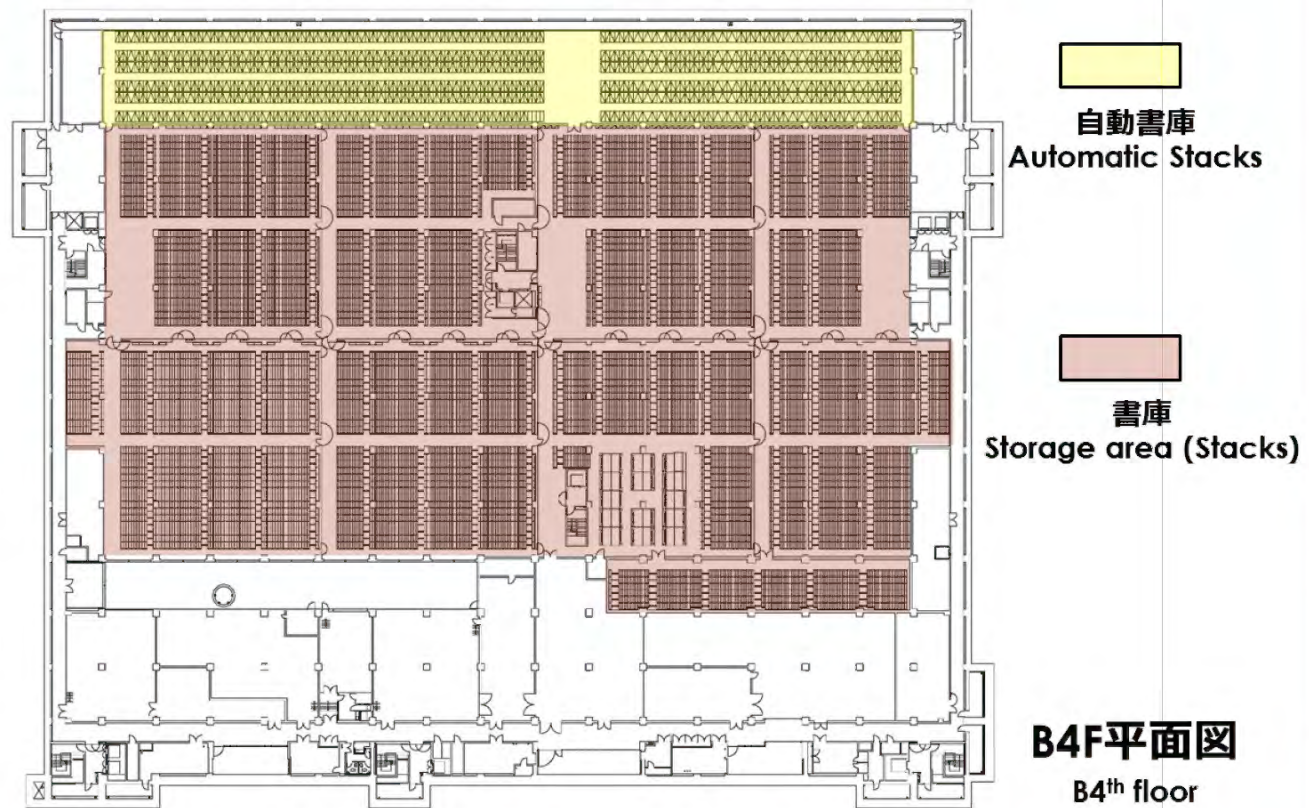 自動書庫
Automatic Stacks
書庫
Storage area (Stacks)
B4F平面図
B4th floor